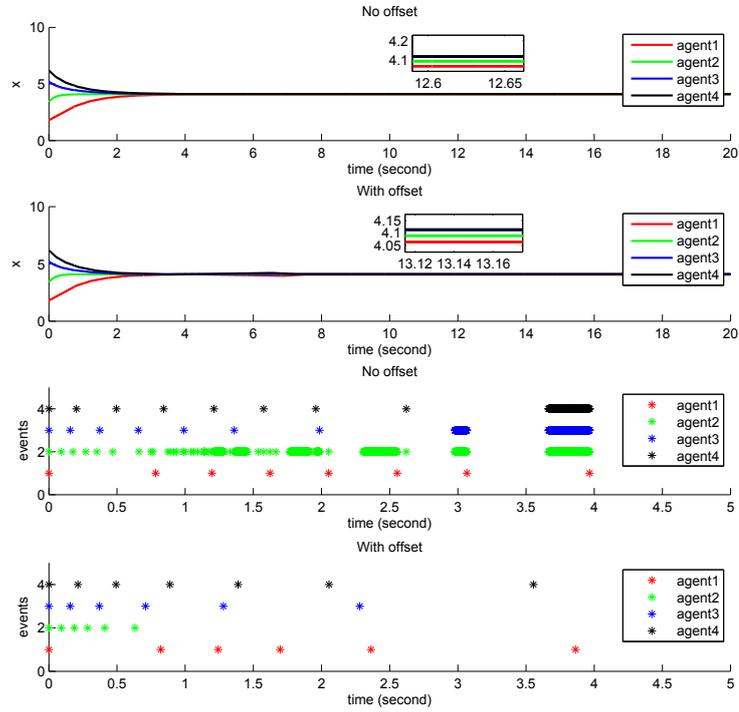 No offset
10
5
0
x
4.2
4.1
12.6 12.65
agent1
agent2
agent3
agent4
0 2 4 6 8 10 12 14 16 18 20
time (second)
With offset
10
5
0
x
4.15
4.1
4.05
13.12 13.14 13.16
agent1
agent2
agent3
agent4
0 2 4 6 8 10 12 14 16 18 20
time (second)
No offset
4
2
0
events
agent1
agent2
agent3
agent4
0 0.5 1 1.5 2 2.5 3 3.5 4 4.5 5
time (second)
With offset
4
2
0
events
agent1
agent2
agent3
agent4
0 0.5 1 1.5 2 2.5 3 3.5 4 4.5 5
time (second)